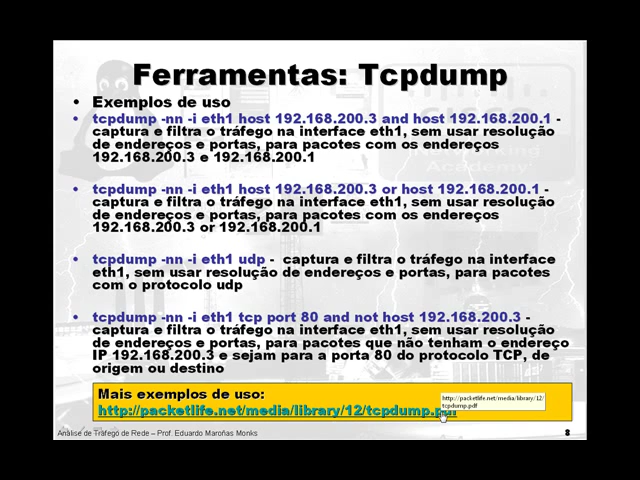 Ferramentas: Tcpdump
• Exemplos de uso
• tcpdump -nn -i eth1 host 192.168.200.3 and host 192.168.200.1 -
captura e filtra o tráfego na interface eth1, sem usar resolução
de endereços e portas, para pacotes com os endereços
192.168.200.3 e 192.168.200.1
• tcpdump -nn -i eth1 host 192.168.200.3 or host 192.168.200.1 -
captura e filtra o tráfego na interface eth1, sem usar resolução
de endereços e portas, para pacotes com os endereços
192.168.200.3 or 192.168.200.1
• tcpdump -nn -i eth1 udp - captura e filtra o tráfego na interface
eth1, sem usar resolução de endereços e portas, para pacotes
com o protocolo udp
• tcpdump -nn -i eth1 tcp port 80 and not host 192.168.200.3 -
captura e filtra o tráfego na interface eth1, sem usar resolução
de endereços e portas, para pacotes que não tenham o endereço
IP 192.168.200.3 e sejam para a porta 80 do protocolo TCP, de
origem ou destino
Mais exemplos de uso:
http://packetlife.net/media/library/12/tcpdump.pdf
http://packetlife.net/media/library/12/
tcpdump.pdf
Análise de Tráfego de Rede – Prof. Eduardo Maroñas Monks
8